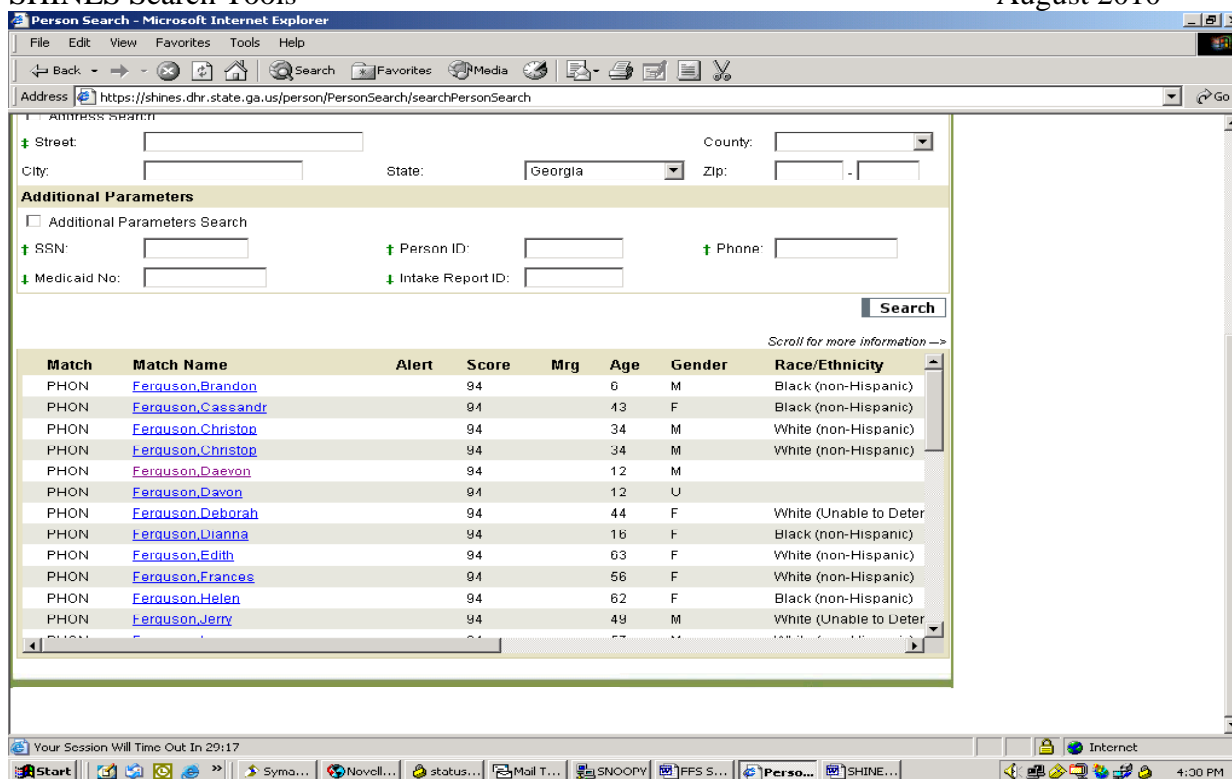 SHINES Search Tools August 2010
Person Search - Microsoft Internet Explorer
File Edit View Favorites Tools Help
Back Search Favorites Media
Address https://shines.dhr.state.ga.us/person/PersonSearch/searchPersonSearch Go
Address Search
‡ Street: County:
City: State: Georgia Zip: -
Additional Parameters
Additional Parameters Search
† SSN: † Person ID: † Phone:
‡ Medicaid No: ‡ Intake Report ID:
Search
Scroll for more information -->
Match Match Name Alert Score Mrg Age Gender Race/Ethnicity
PHON Ferguson,Brandon 94 6 M Black (non-Hispanic)
PHON Ferguson,Cassandr 94 43 F Black (non-Hispanic)
PHON Ferguson,Christop 94 34 M White (non-Hispanic)
PHON Ferguson,Christop 94 34 M White (non-Hispanic)
PHON Ferguson,Daevon 94 12 M
PHON Ferguson,Davon 94 12 U
PHON Ferguson,Deborah 94 44 F White (Unable to Deter
PHON Ferguson,Dianna 94 16 F Black (non-Hispanic)
PHON Ferguson,Edith 94 63 F White (non-Hispanic)
PHON Ferguson,Frances 94 56 F White (non-Hispanic)
PHON Ferguson,Helen 94 62 F Black (non-Hispanic)
PHON Ferguson,Jerry 94 49 M White (Unable to Deter
Your Session Will Time Out In 29:17 Internet
Start Syma... Novell... status... Mail T... SNOOPY FFS S... Perso... SHINE... 4:30 PM